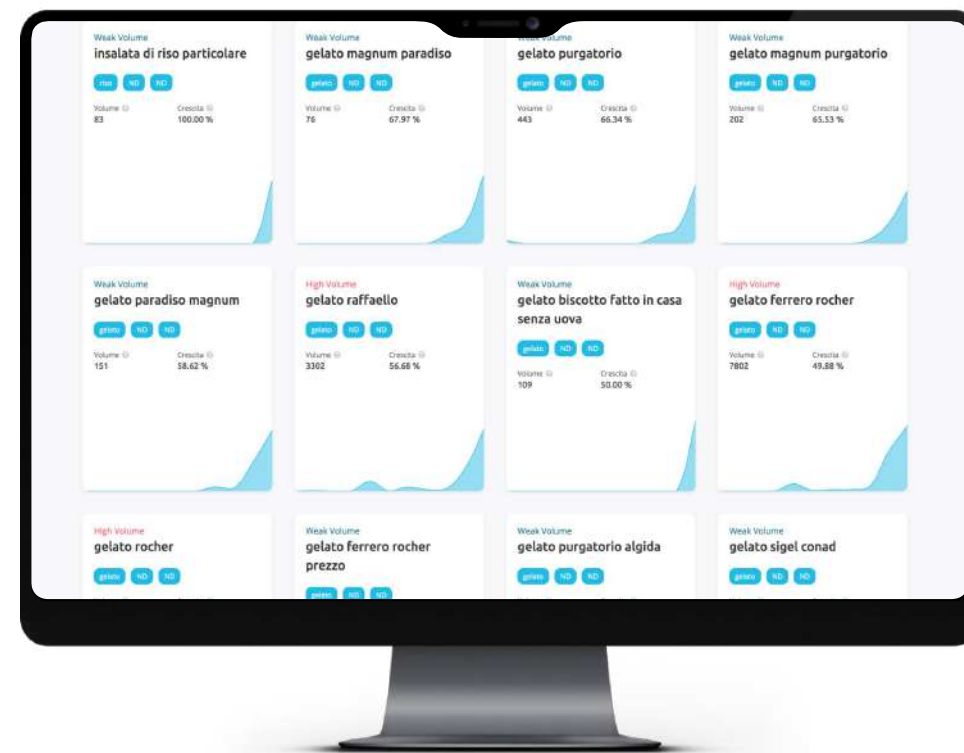 Weak Volume
insalata di riso particolare
riso ND ND
Volume Crescita
83 100.00 %
Weak Volume
gelato magnum paradiso
gelato ND ND
Volume Crescita
76 67.97 %
gelato purgatorio
gelato ND ND
Volume Crescita
443 66.34 %
Weak Volume
gelato magnum purgatorio
gelato ND ND
Volume Crescita
202 65.53 %
Weak Volume
gelato paradiso magnum
gelato ND ND
Volume Crescita
151 58.62 %
High Volume
gelato raffaello
gelato ND ND
Volume Crescita
3302 56.68 %
Weak Volume
gelato biscotto fatto in casa
senza uova
gelato ND ND
Volume Crescita
109 50.00 %
High Volume
gelato ferrero rocher
gelato ND ND
Volume Crescita
7802 49.88 %
High Volume
gelato rocher
gelato ND ND
Weak Volume
gelato ferrero rocher
prezzo
gelato ND ND
Weak Volume
gelato purgatorio algida
gelato ND ND
Weak Volume
gelato sigel conad
gelato ND ND